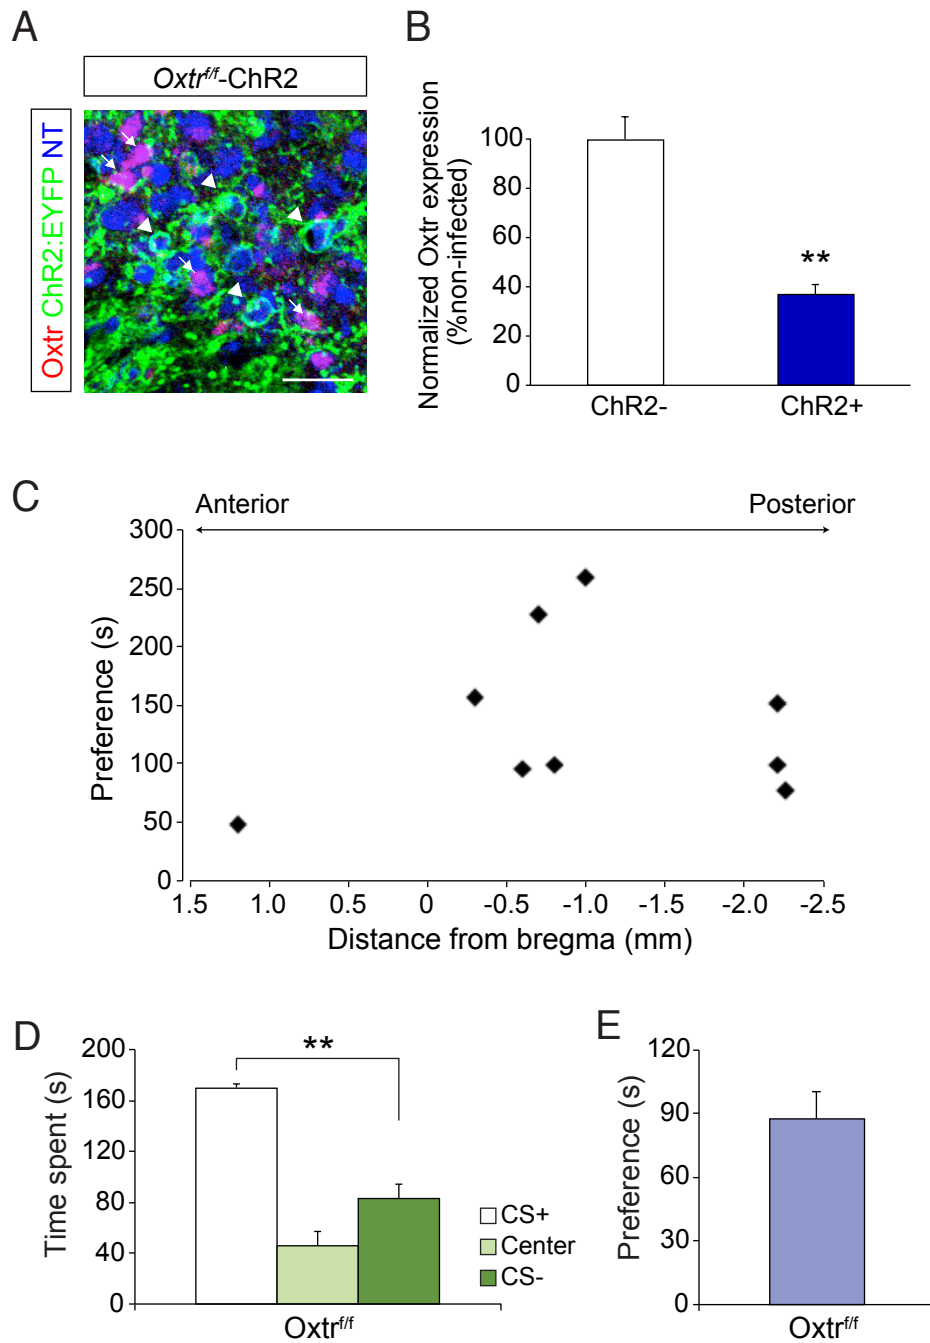 A
Oxtr^f/f-ChR2
Oxtr ChR2:EYFP NT
B
Normalized Oxtr expression
(%non-infected)
100
80
60
40
20
0
**
ChR2-
ChR2+
C
Anterior
Posterior
Preference (s)
300
250
200
150
100
50
0
1.5 1.0 0.5 0 -0.5 -1.0 -1.5 -2.0 -2.5
Distance from bregma (mm)
D
Time spent (s)
200
160
120
80
40
0
**
CS+
Center
CS-
Oxtr^f/f
E
Preference (s)
120
90
60
30
0
Oxtr^f/f